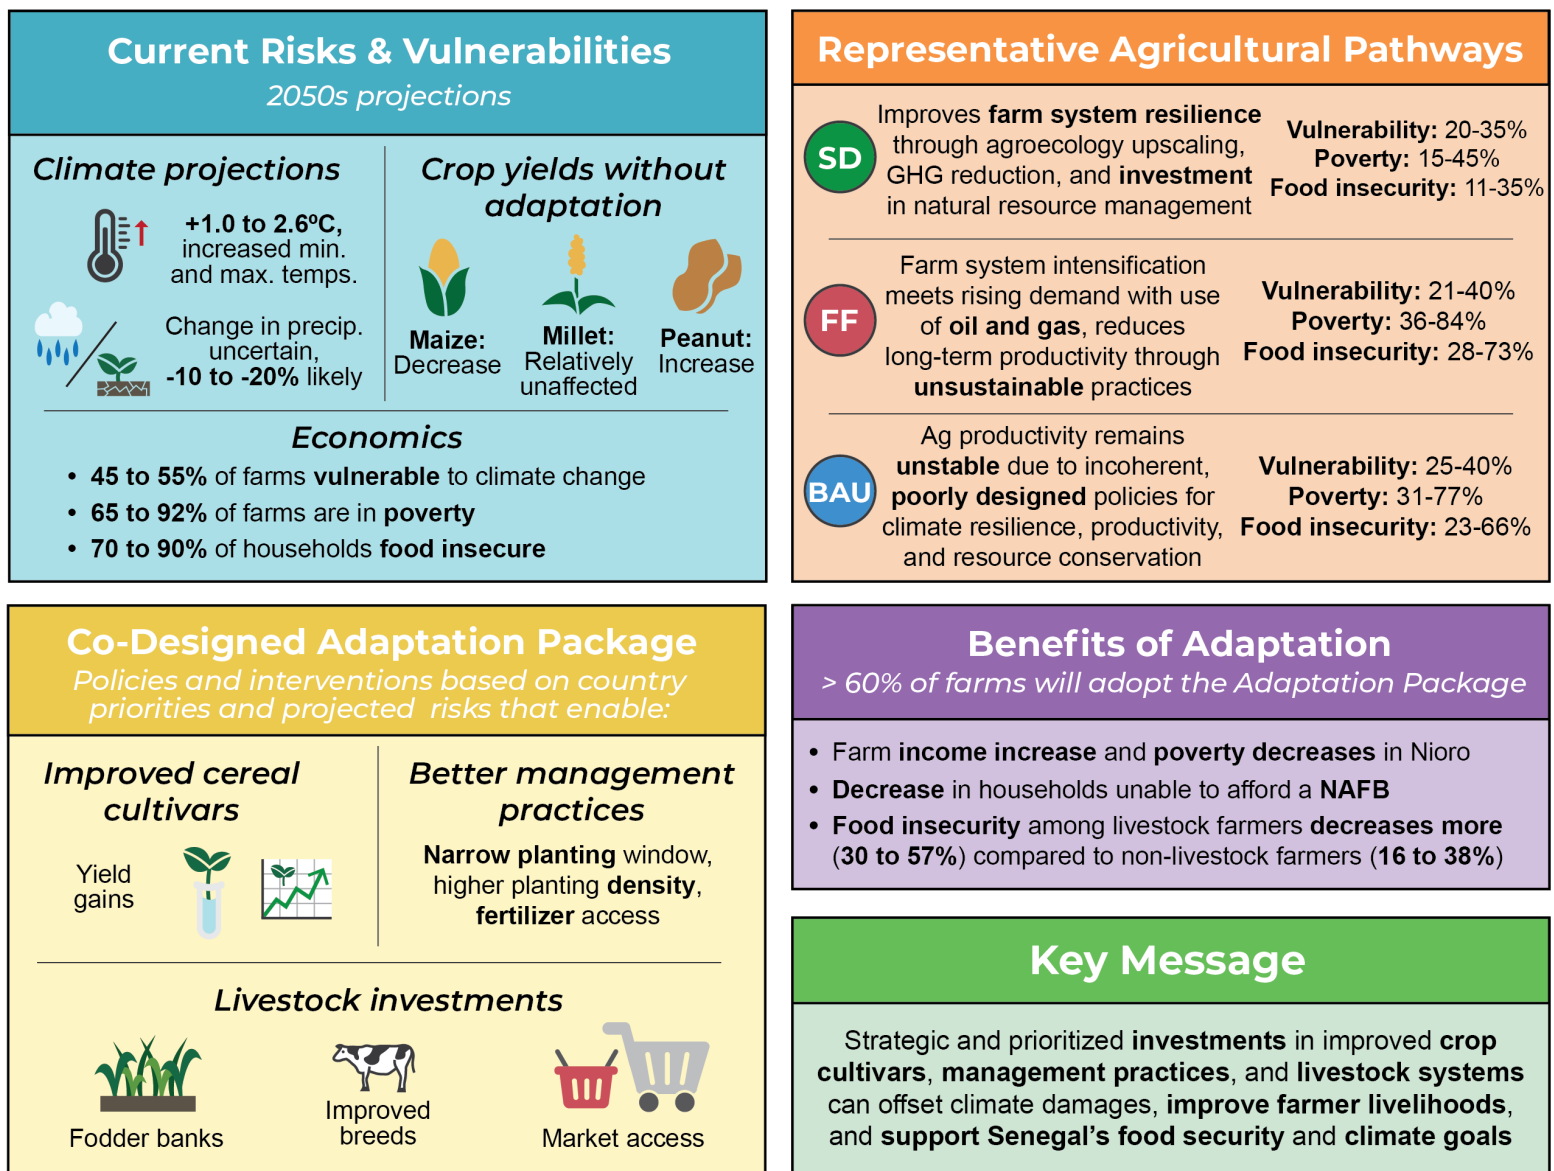 Current Risks & Vulnerabilities
2050s projections
Climate projections
+1.0 to 2.6ºC,
increased min.
and max. temps.
Change in precip.
uncertain,
-10 to -20% likely
Crop yields without
adaptation
Maize:
Decrease
Millet:
Relatively
unaffected
Peanut:
Increase
Economics
• 45 to 55% of farms vulnerable to climate change
• 65 to 92% of farms are in poverty
• 70 to 90% of households food insecure
Representative Agricultural Pathways
SD
Improves farm system resilience
through agroecology upscaling,
GHG reduction, and investment
in natural resource management
Vulnerability: 20-35%
Poverty: 15-45%
Food insecurity: 11-35%
FF
Farm system intensification
meets rising demand with use
of oil and gas, reduces
long-term productivity through
unsustainable practices
Vulnerability: 21-40%
Poverty: 36-84%
Food insecurity: 28-73%
BAU
Ag productivity remains
unstable due to incoherent,
poorly designed policies for
climate resilience, productivity,
and resource conservation
Vulnerability: 25-40%
Poverty: 31-77%
Food insecurity: 23-66%
Co-Designed Adaptation Package
Policies and interventions based on country
priorities and projected risks that enable:
Improved cereal
cultivars
Yield
gains
Better management
practices
Narrow planting window,
higher planting density,
fertilizer access
Livestock investments
Fodder banks
Improved
breeds
Market access
Benefits of Adaptation
> 60% of farms will adopt the Adaptation Package
• Farm income increase and poverty decreases in Nioro
• Decrease in households unable to afford a NAFB
• Food insecurity among livestock farmers decreases more
(30 to 57%) compared to non-livestock farmers (16 to 38%)
Key Message
Strategic and prioritized investments in improved crop
cultivars, management practices, and livestock systems
can offset climate damages, improve farmer livelihoods,
and support Senegal's food security and climate goals